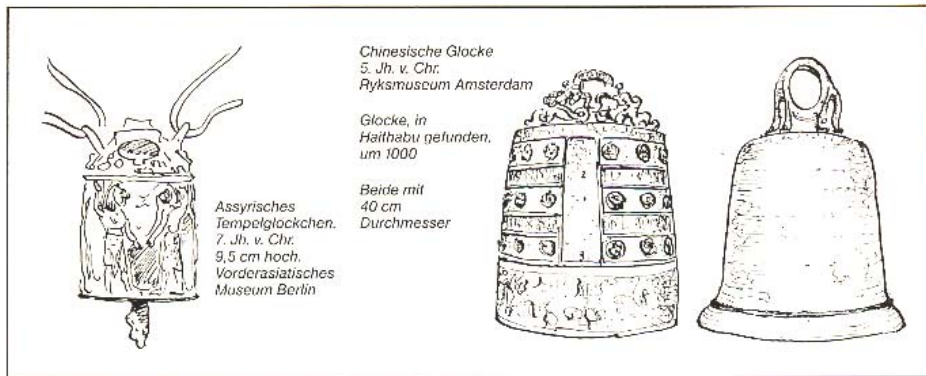 Assyrisches
Tempelglöckchen.
7. Jh. v. Chr.
9,5 cm hoch.
Vorderasiatisches
Museum Berlin
Chinesische Glocke
5. Jh. v. Chr.
Ryksmuseum Amsterdam
Glocke, in
Haithabu gefunden,
um 1000
Beide mit
40 cm
Durchmesser